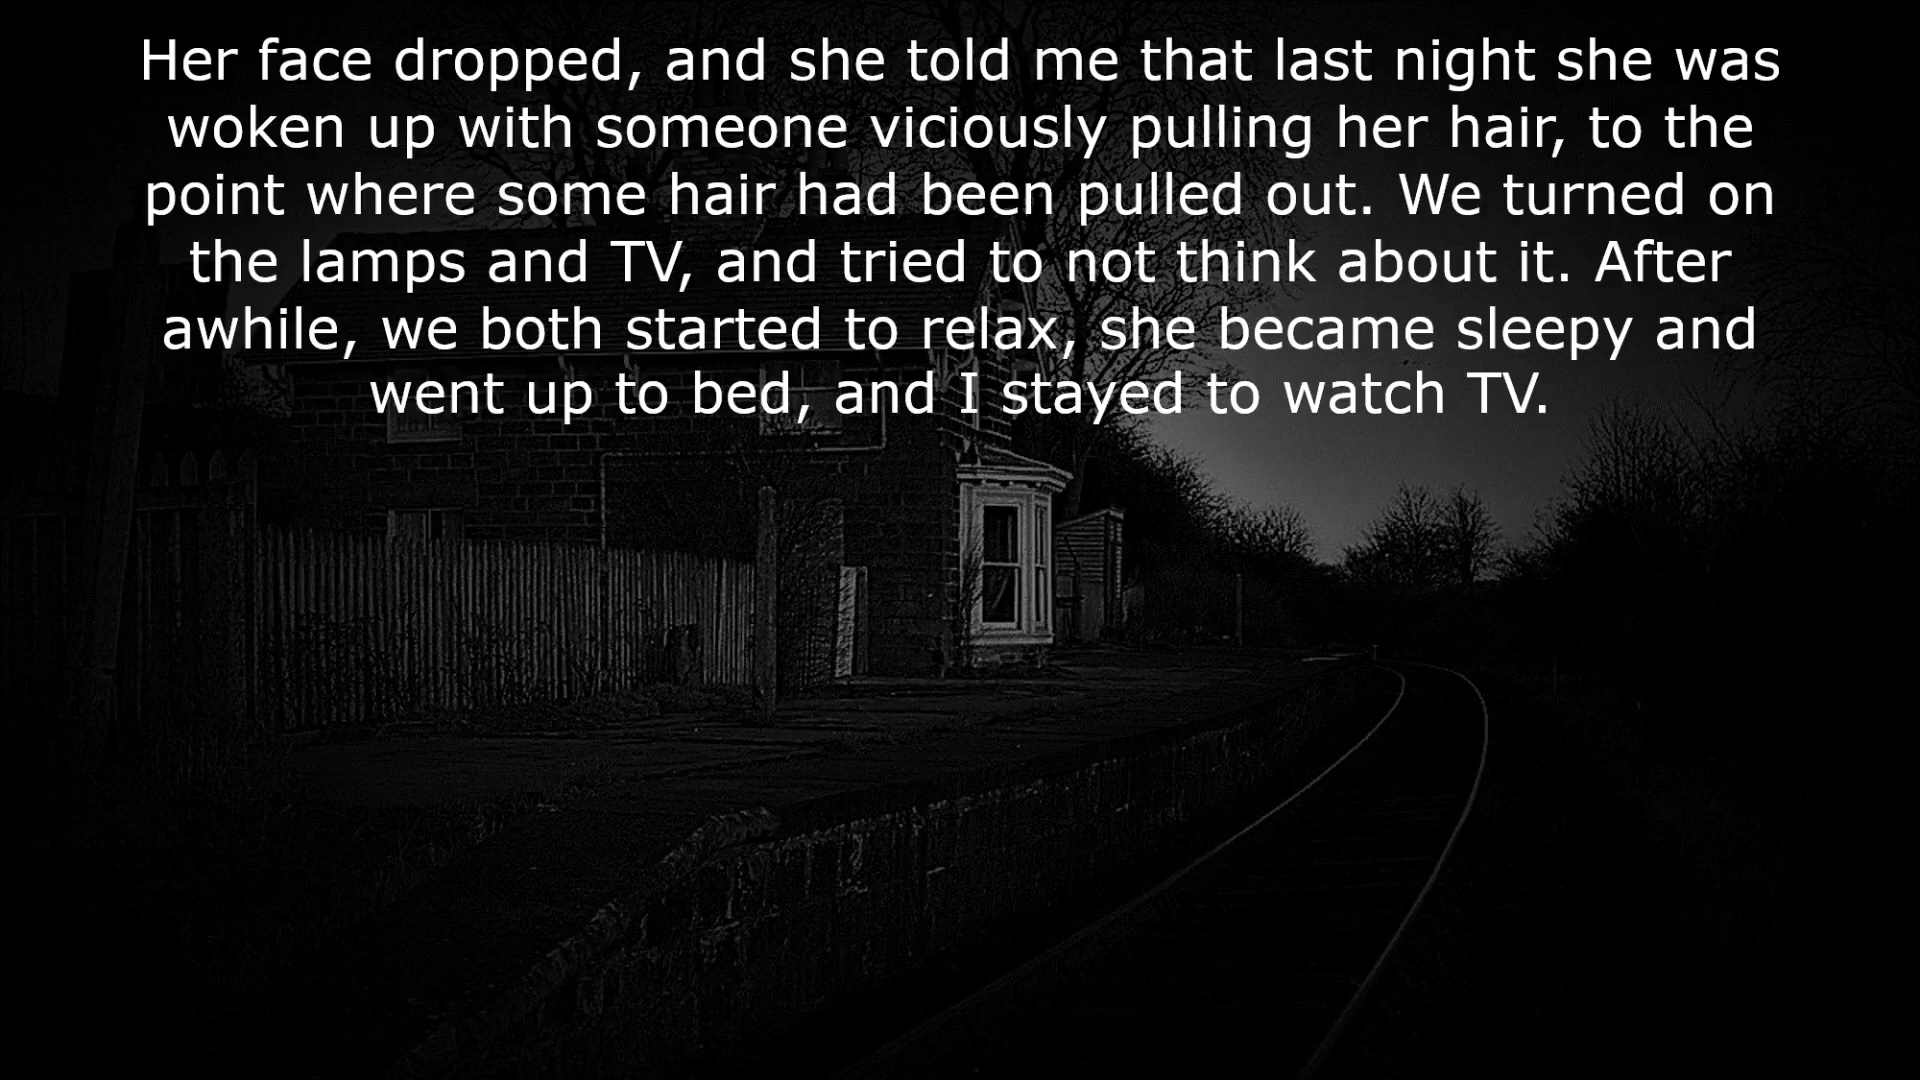 Her face dropped, and she told me that last night she was
woken up with someone viciously pulling her hair, to the
point where some hair had been pulled out. We turned on
the lamps and TV, and tried to not think about it. After
awhile, we both started to relax, she became sleepy and
went up to bed, and I stayed to watch TV.